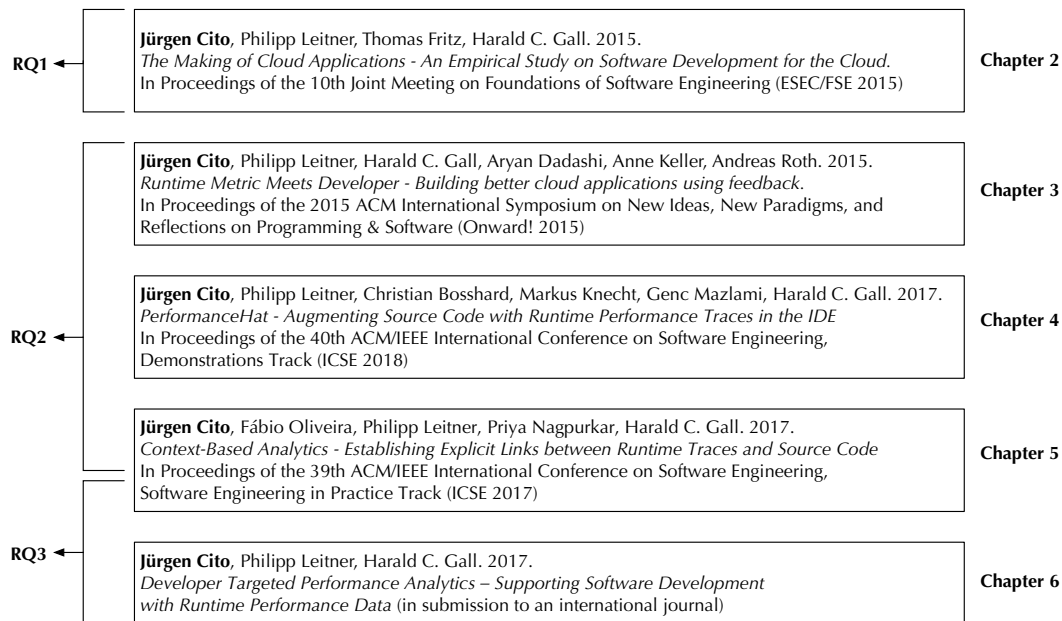 RQ1
Jürgen Cito, Philipp Leitner, Thomas Fritz, Harald C. Gall. 2015.
The Making of Cloud Applications - An Empirical Study on Software Development for the Cloud.
In Proceedings of the 10th Joint Meeting on Foundations of Software Engineering (ESEC/FSE 2015)
Chapter 2
RQ2
Jürgen Cito, Philipp Leitner, Harald C. Gall, Aryan Dadashi, Anne Keller, Andreas Roth. 2015.
Runtime Metric Meets Developer - Building better cloud applications using feedback.
In Proceedings of the 2015 ACM International Symposium on New Ideas, New Paradigms, and
Reflections on Programming & Software (Onward! 2015)
Chapter 3
Jürgen Cito, Philipp Leitner, Christian Bosshard, Markus Knecht, Genc Mazlami, Harald C. Gall. 2017.
PerformanceHat - Augmenting Source Code with Runtime Performance Traces in the IDE
In Proceedings of the 40th ACM/IEEE International Conference on Software Engineering,
Demonstrations Track (ICSE 2018)
Chapter 4
Jürgen Cito, Fábio Oliveira, Philipp Leitner, Priya Nagpurkar, Harald C. Gall. 2017.
Context-Based Analytics - Establishing Explicit Links between Runtime Traces and Source Code
In Proceedings of the 39th ACM/IEEE International Conference on Software Engineering,
Software Engineering in Practice Track (ICSE 2017)
Chapter 5
RQ3
Jürgen Cito, Philipp Leitner, Harald C. Gall. 2017.
Developer Targeted Performance Analytics – Supporting Software Development
with Runtime Performance Data (in submission to an international journal)
Chapter 6